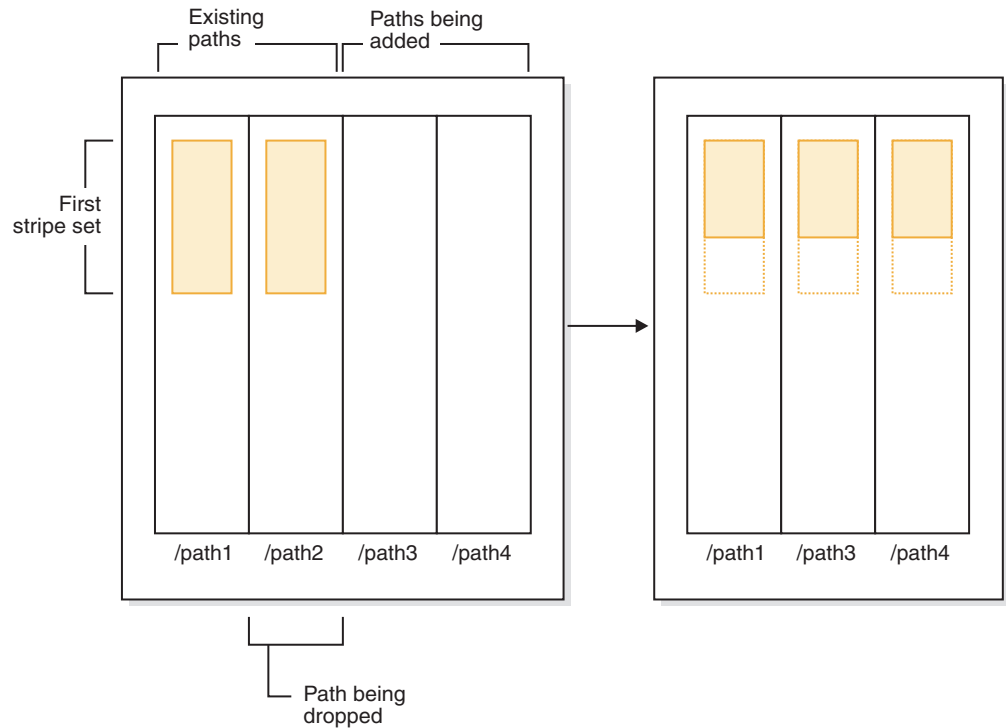 Existing
paths
Paths being
added
First
stripe set
/path1 /path2 /path3 /path4
/path1 /path3 /path4
Path being
dropped